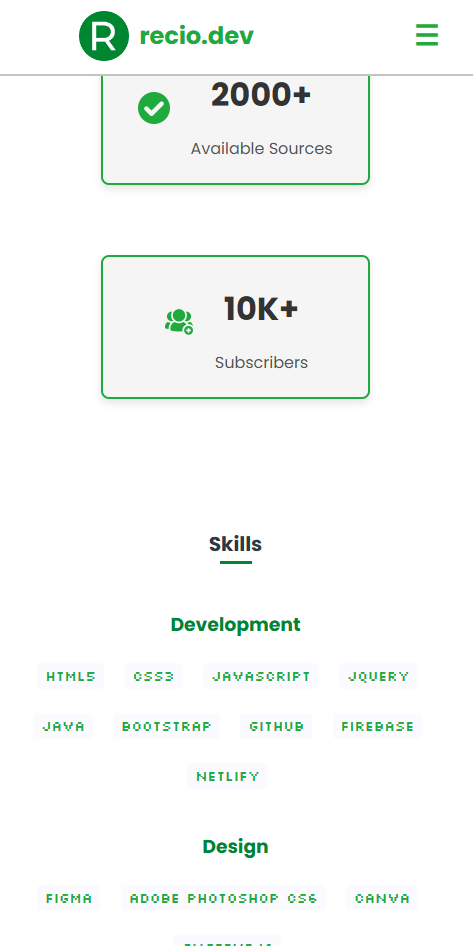 R recio.dev
2000+
Available Sources
10K+
Subscribers
Skills
Development
HTML5 CSS3 JAVASCRIPT JQUERY
JAVA BOOTSTRAP GITHUB FIREBASE
NETLIFY
Design
FIGMA ADOBE PHOTOSHOP CS6 CANVA